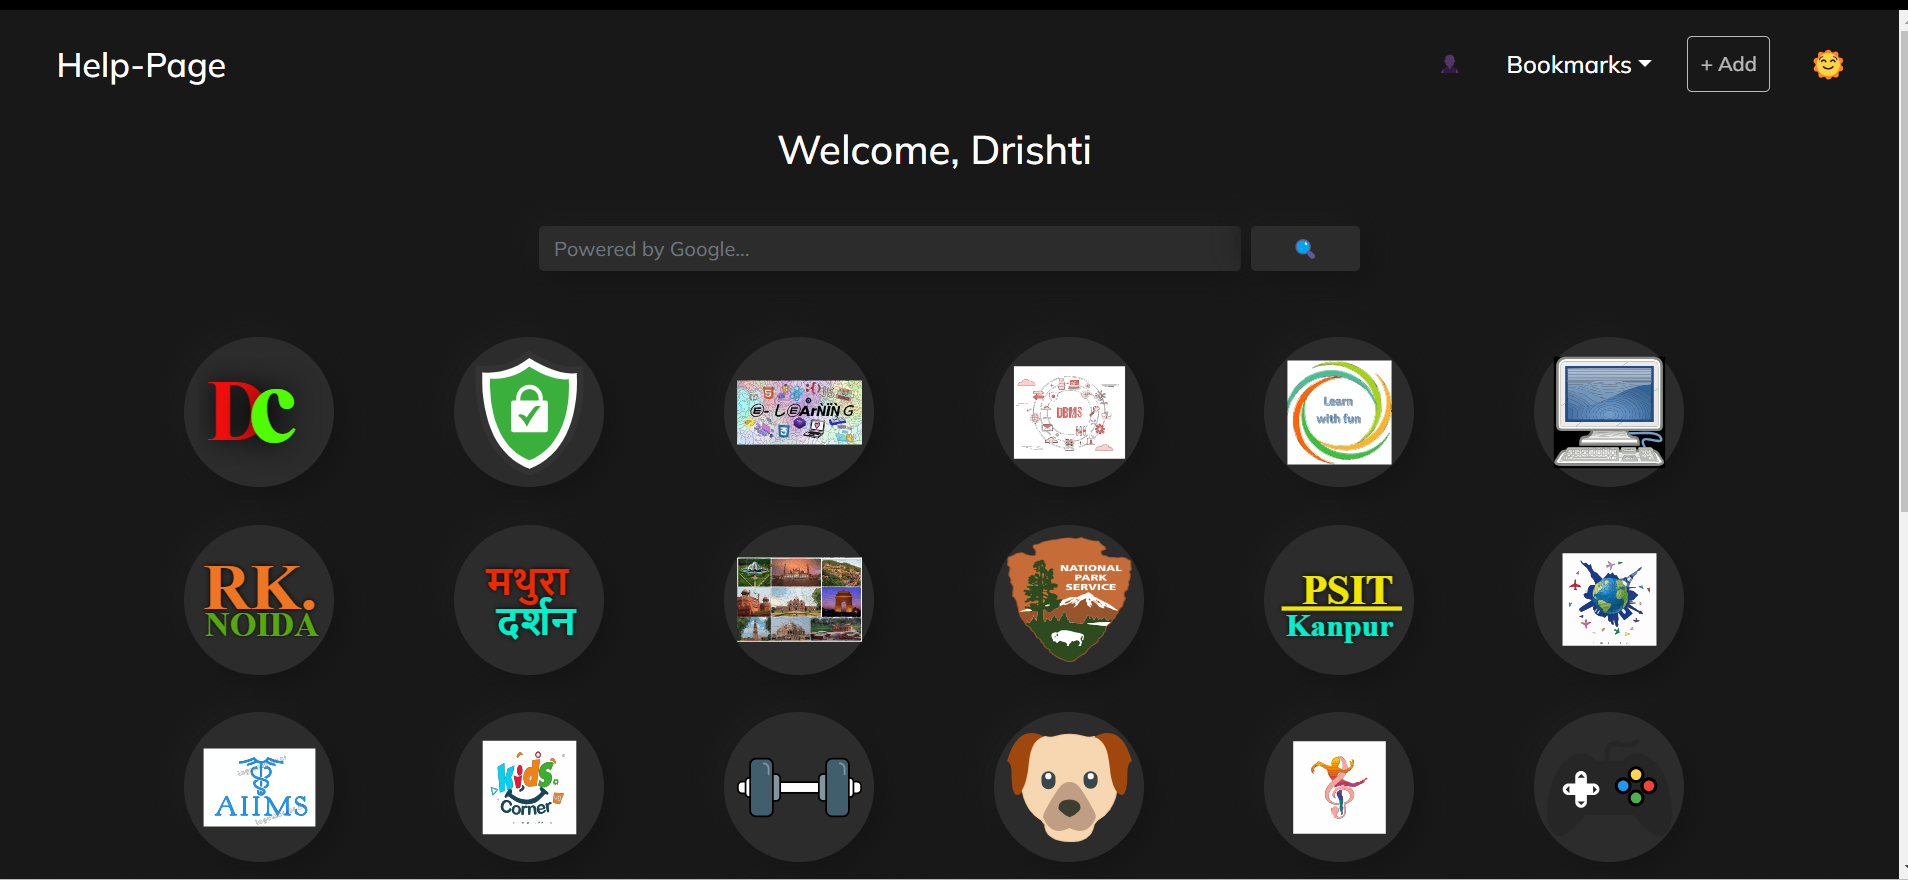 Help-Page
Bookmarks
+ Add
Welcome, Drishti
Powered by Google...
DC
E-LEArNiNG
DBMS
Learn
with fun
RK.
NOIDA
मथुरा
दर्शन
NATIONAL
PARK
SERVICE
PSIT
Kanpur
AIIMS
Kids
Corner